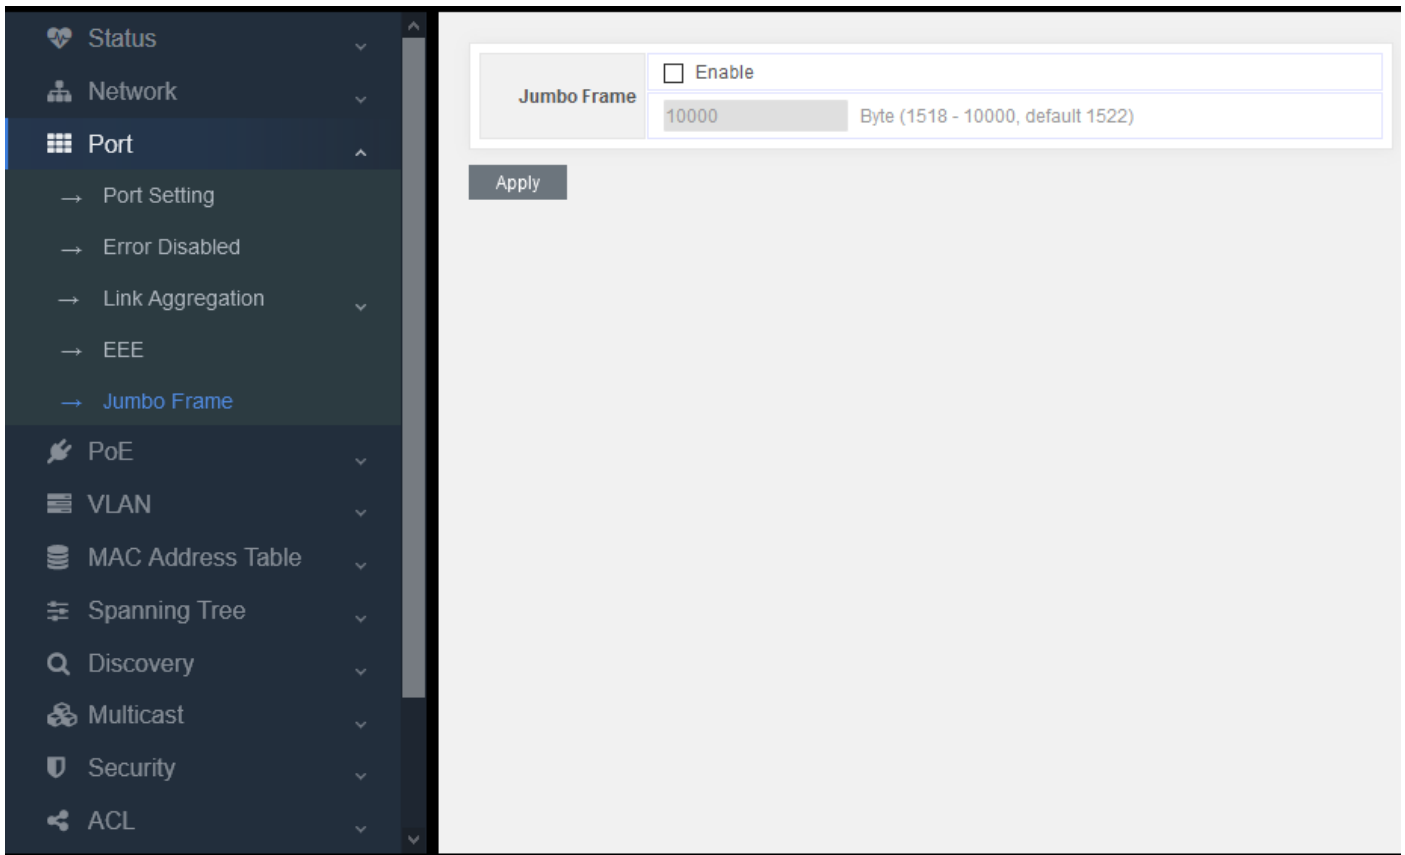 Status
Network
Port
Port Setting
Error Disabled
Link Aggregation
EEE
Jumbo Frame
PoE
VLAN
MAC Address Table
Spanning Tree
Discovery
Multicast
Security
ACL
Jumbo Frame
Enable
10000 Byte (1518 - 10000, default 1522)
Apply